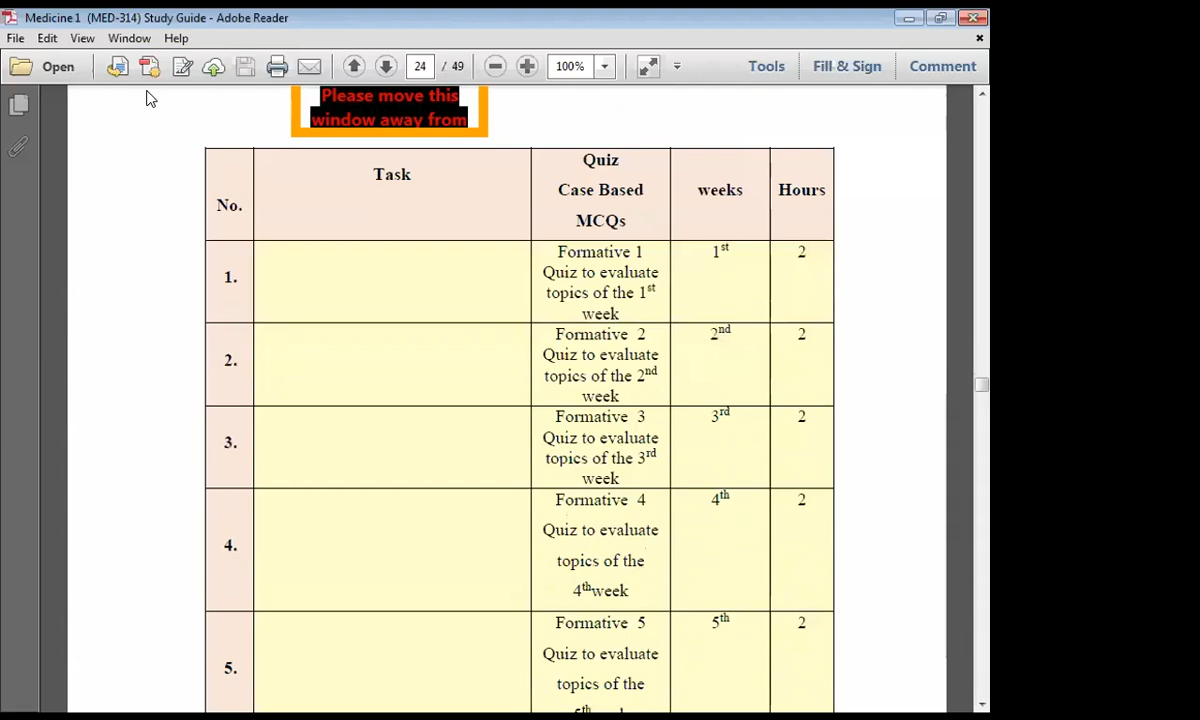 Medicine 1 (MED-314) Study Guide - Adobe Reader
File Edit View Window Help
Open 24 / 49 100% Tools Fill & Sign Comment
Please move this
window away from
No. Task Quiz Case Based MCQs weeks Hours
1. Formative 1 1st 2
Quiz to evaluate
topics of the 1st
week
2. Formative 2 2nd 2
Quiz to evaluate
topics of the 2nd
week
3. Formative 3 3rd 2
Quiz to evaluate
topics of the 3rd
week
4. Formative 4 4th 2
Quiz to evaluate
topics of the
4thweek
5. Formative 5 5th 2
Quiz to evaluate
topics of the